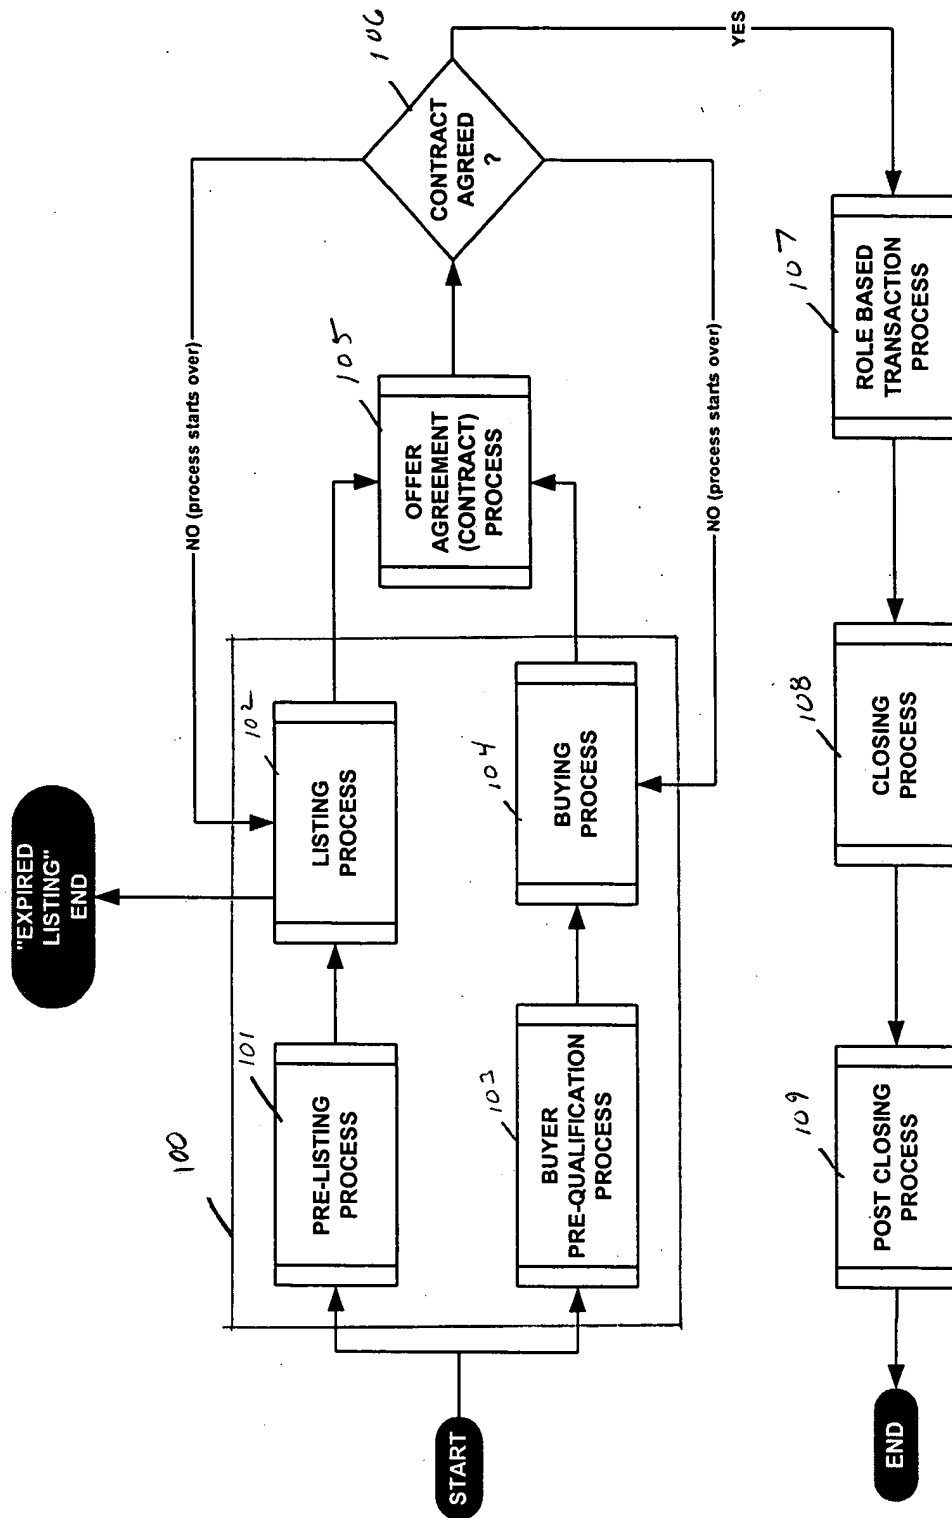 "EXPIRED
LISTING"
END
NO (process starts over)
106
100
101
PRE-LISTING
PROCESS
102
LISTING
PROCESS
105
OFFER
AGREEMENT
(CONTRACT)
PROCESS
CONTRACT
AGREED
?
START
103
BUYER
PRE-QUALIFICATION
PROCESS
104
BUYING
PROCESS
NO (process starts over)
YES
END
109
POST CLOSING
PROCESS
108
CLOSING
PROCESS
107
ROLE BASED
TRANSACTION
PROCESS